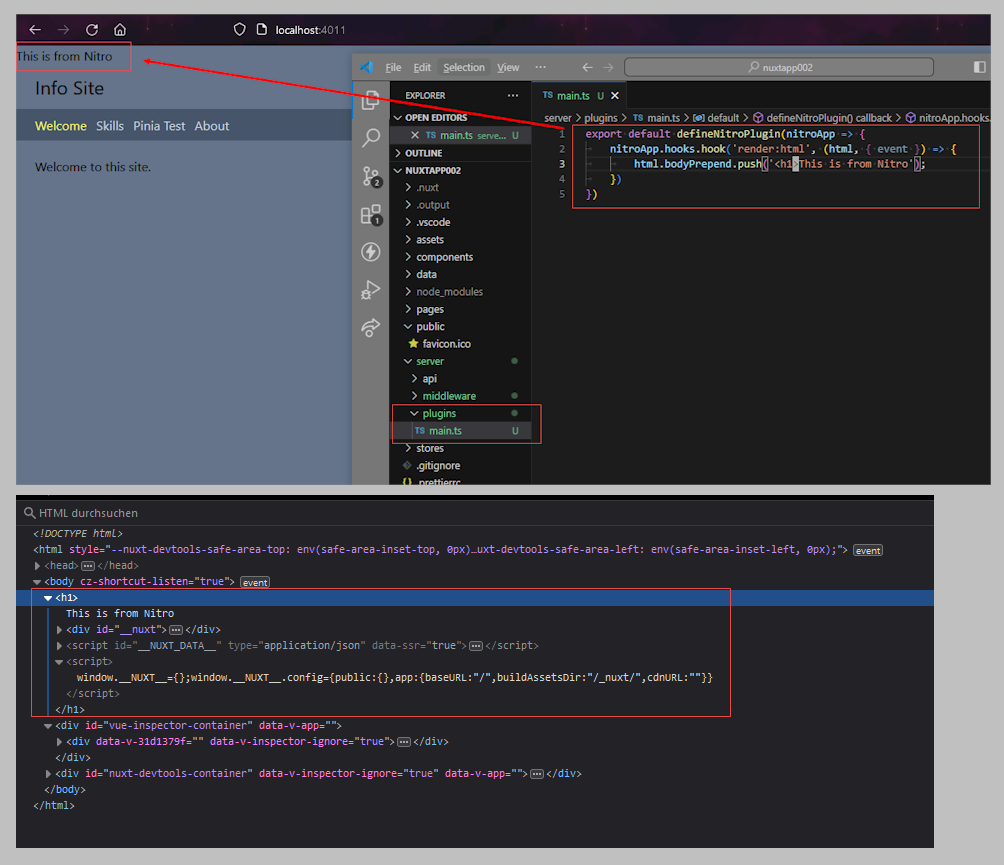 localhost:4011
This is from Nitro
Info Site
Welcome Skills Pinia Test About
Welcome to this site.
File Edit Selection View ···
nuxtapp002
EXPLORER ···
OPEN EDITORS
TS main.ts serve... U
OUTLINE
NUXTAPP002
.nuxt
.output
.vscode
assets
components
data
node_modules
pages
public
favicon.ico
server
api
middleware
plugins
TS main.ts U
stores
.gitignore
.prettierrc
2
1
TS main.ts U
server > plugins > TS main.ts > default > defineNitroPlugin() callback > nitroApp.hooks.
1 export default defineNitroPlugin(nitroApp => {
2 nitroApp.hooks.hook('render:html', (html, { event }) => {
3 html.bodyPrepend.push('<h1>This is from Nitro');
4 })
5 })
HTML durchsuchen
<!DOCTYPE html>
<html style="--nuxt-devtools-safe-area-top: env(safe-area-inset-top, 0px)…uxt-devtools-safe-area-left: env(safe-area-inset-left, 0px);"> event
<head>···</head>
<body cz-shortcut-listen="true"> event
<h1>
This is from Nitro
<div id="__nuxt">···</div>
<script id="__NUXT_DATA__" type="application/json" data-ssr="true">···</script>
<script>
window.__NUXT__={};window.__NUXT__.config={public:{},app:{baseURL:"/",buildAssetsDir:"/_nuxt/",cdnURL:""}}
</script>
</h1>
<div id="vue-inspector-container" data-v-app="">
<div data-v-31d1379f="" data-v-inspector-ignore="true">···</div>
</div>
<div id="nuxt-devtools-container" data-v-inspector-ignore="true" data-v-app="">···</div>
</body>
</html>